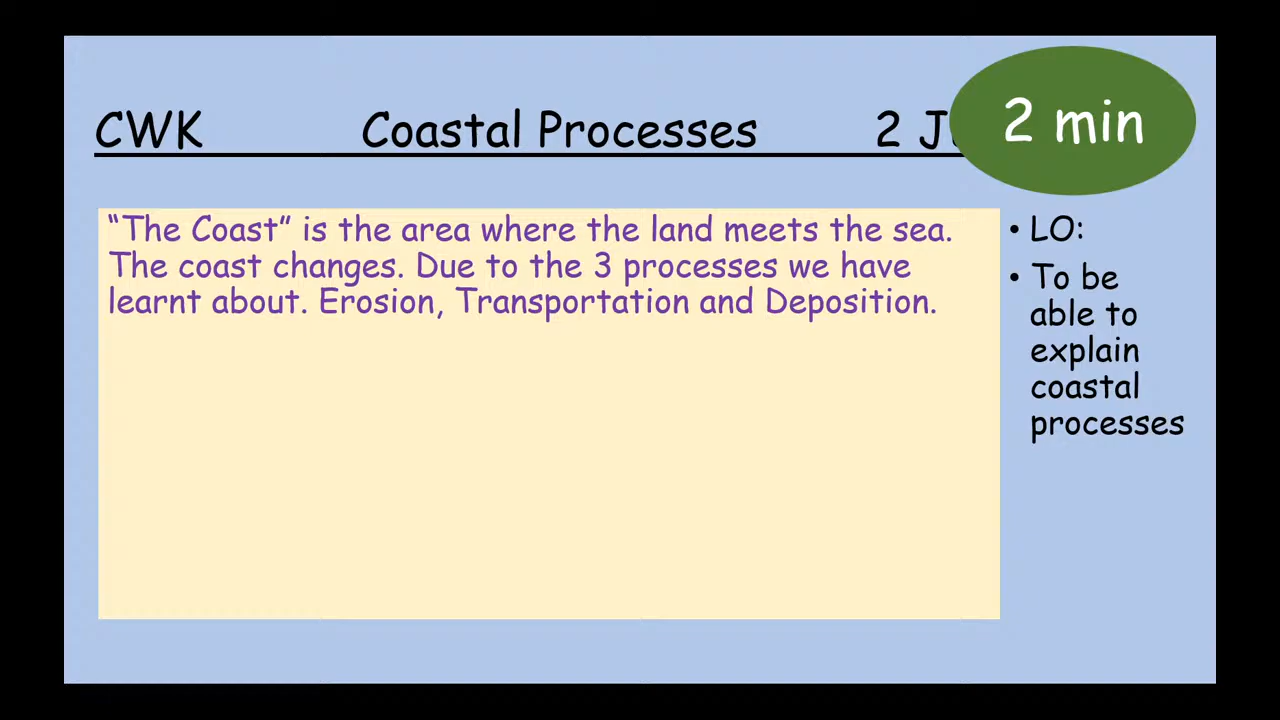 CWK Coastal Processes 2
2 min
“The Coast” is the area where the land meets the sea.
The coast changes. Due to the 3 processes we have
learnt about. Erosion, Transportation and Deposition.
• LO:
• To be
able to
explain
coastal
processes